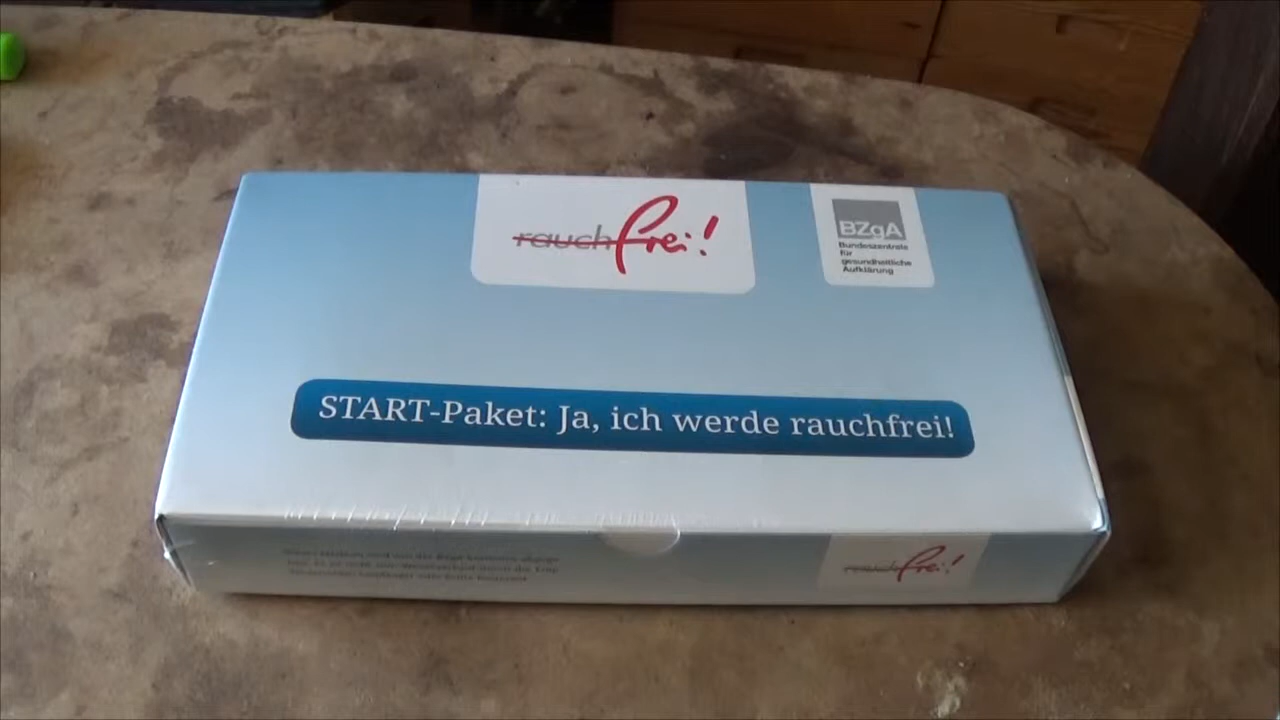 rauchfrei!
BZgA
Bundeszentrale
für
gesundheitliche
Aufklärung
START-Paket: Ja, ich werde rauchfrei!
rauchfrei!